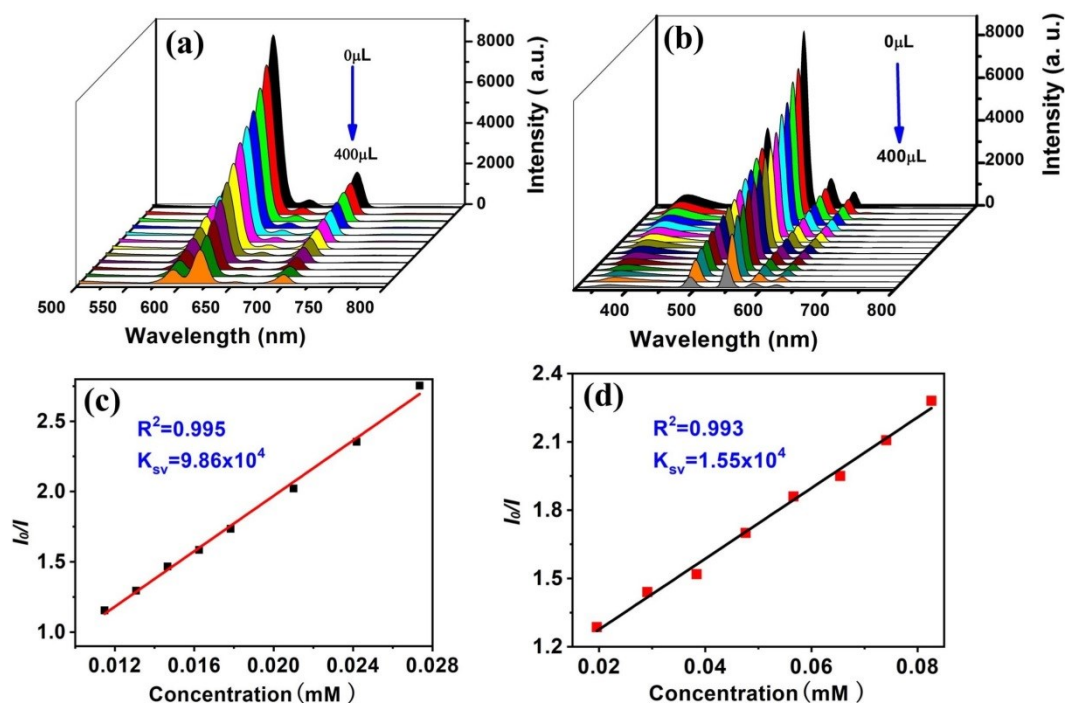 (a)
0μL
400μL
8000
6000
4000
2000
0
Intensity ( a.u.)
500 550 600 650 700 750 800
Wavelength (nm)
(b)
0μL
400μL
8000
6000
4000
2000
0
Intensity (a. u.)
400 500 600 700 800
Wavelength (nm)
(c)
R²=0.995
Ksv=9.86x10⁴
2.5
2.0
1.5
1.0
I₀/I
0.012 0.016 0.020 0.024 0.028
Concentration（mM）
(d)
R²=0.993
Ksv=1.55x10⁴
2.4
2.1
1.8
1.5
1.2
I₀/I
0.02 0.04 0.06 0.08
Concentration（mM）